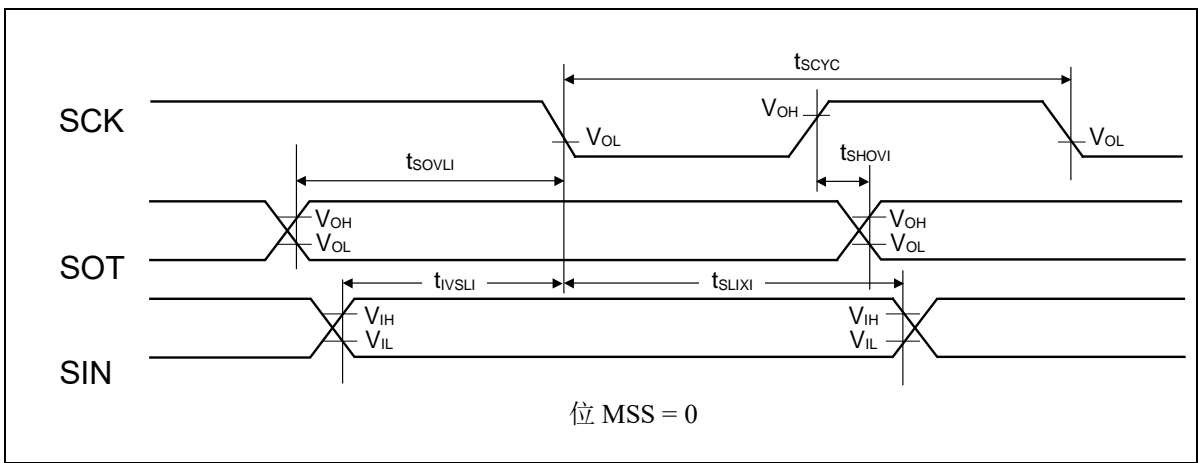 tSCYC
SCK
VOH
VOL
VOL
tSHOVI
tSOVLI
VOH
VOL
VOH
VOL
SOT
tIVSLI
tSLIXI
VIH
VIL
VIH
VIL
SIN
位 MSS = 0